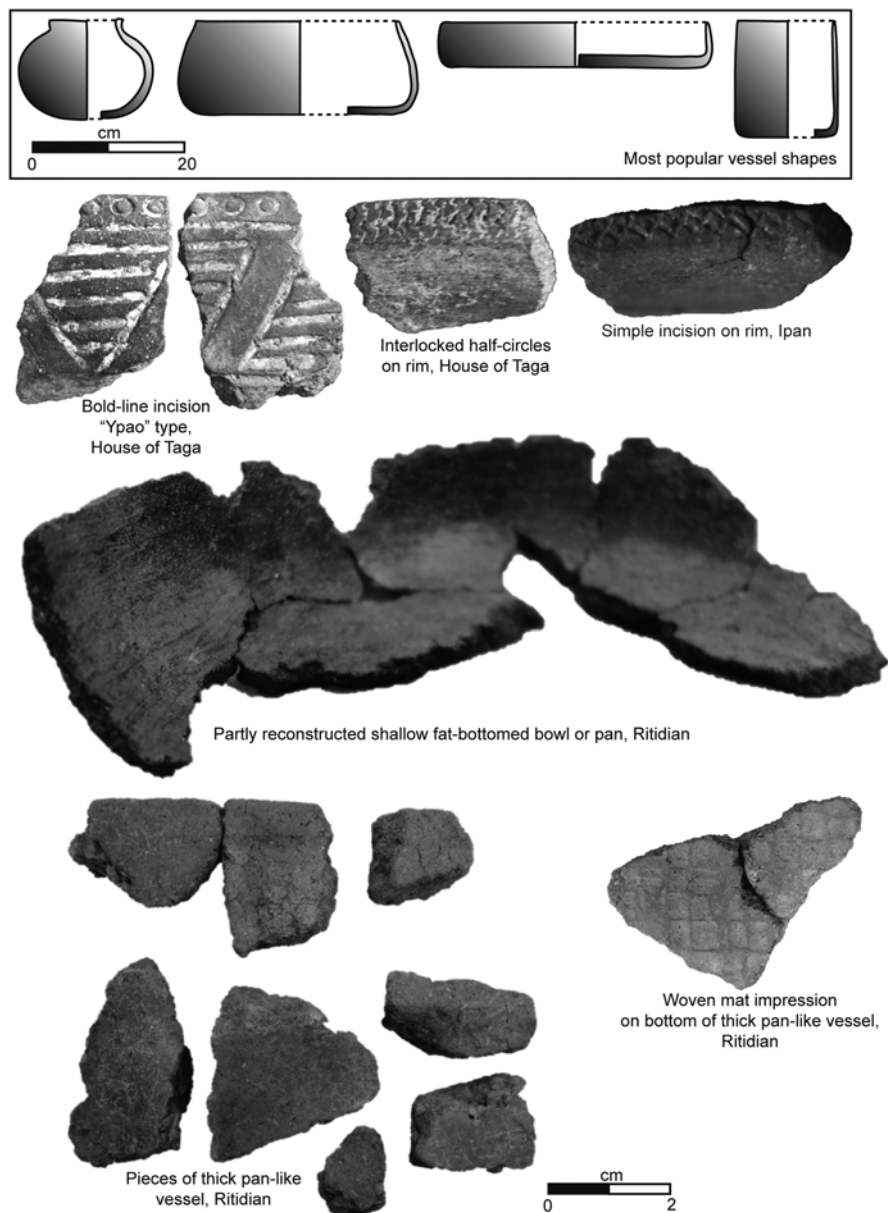 cm
0 20
Most popular vessel shapes
Bold-line incision
“Ypao” type,
House of Taga
Interlocked half-circles
on rim, House of Taga
Simple incision on rim, Ipan
Partly reconstructed shallow fat-bottomed bowl or pan, Ritidian
Pieces of thick pan-like
vessel, Ritidian
Woven mat impression
on bottom of thick pan-like vessel,
Ritidian
cm
0 2